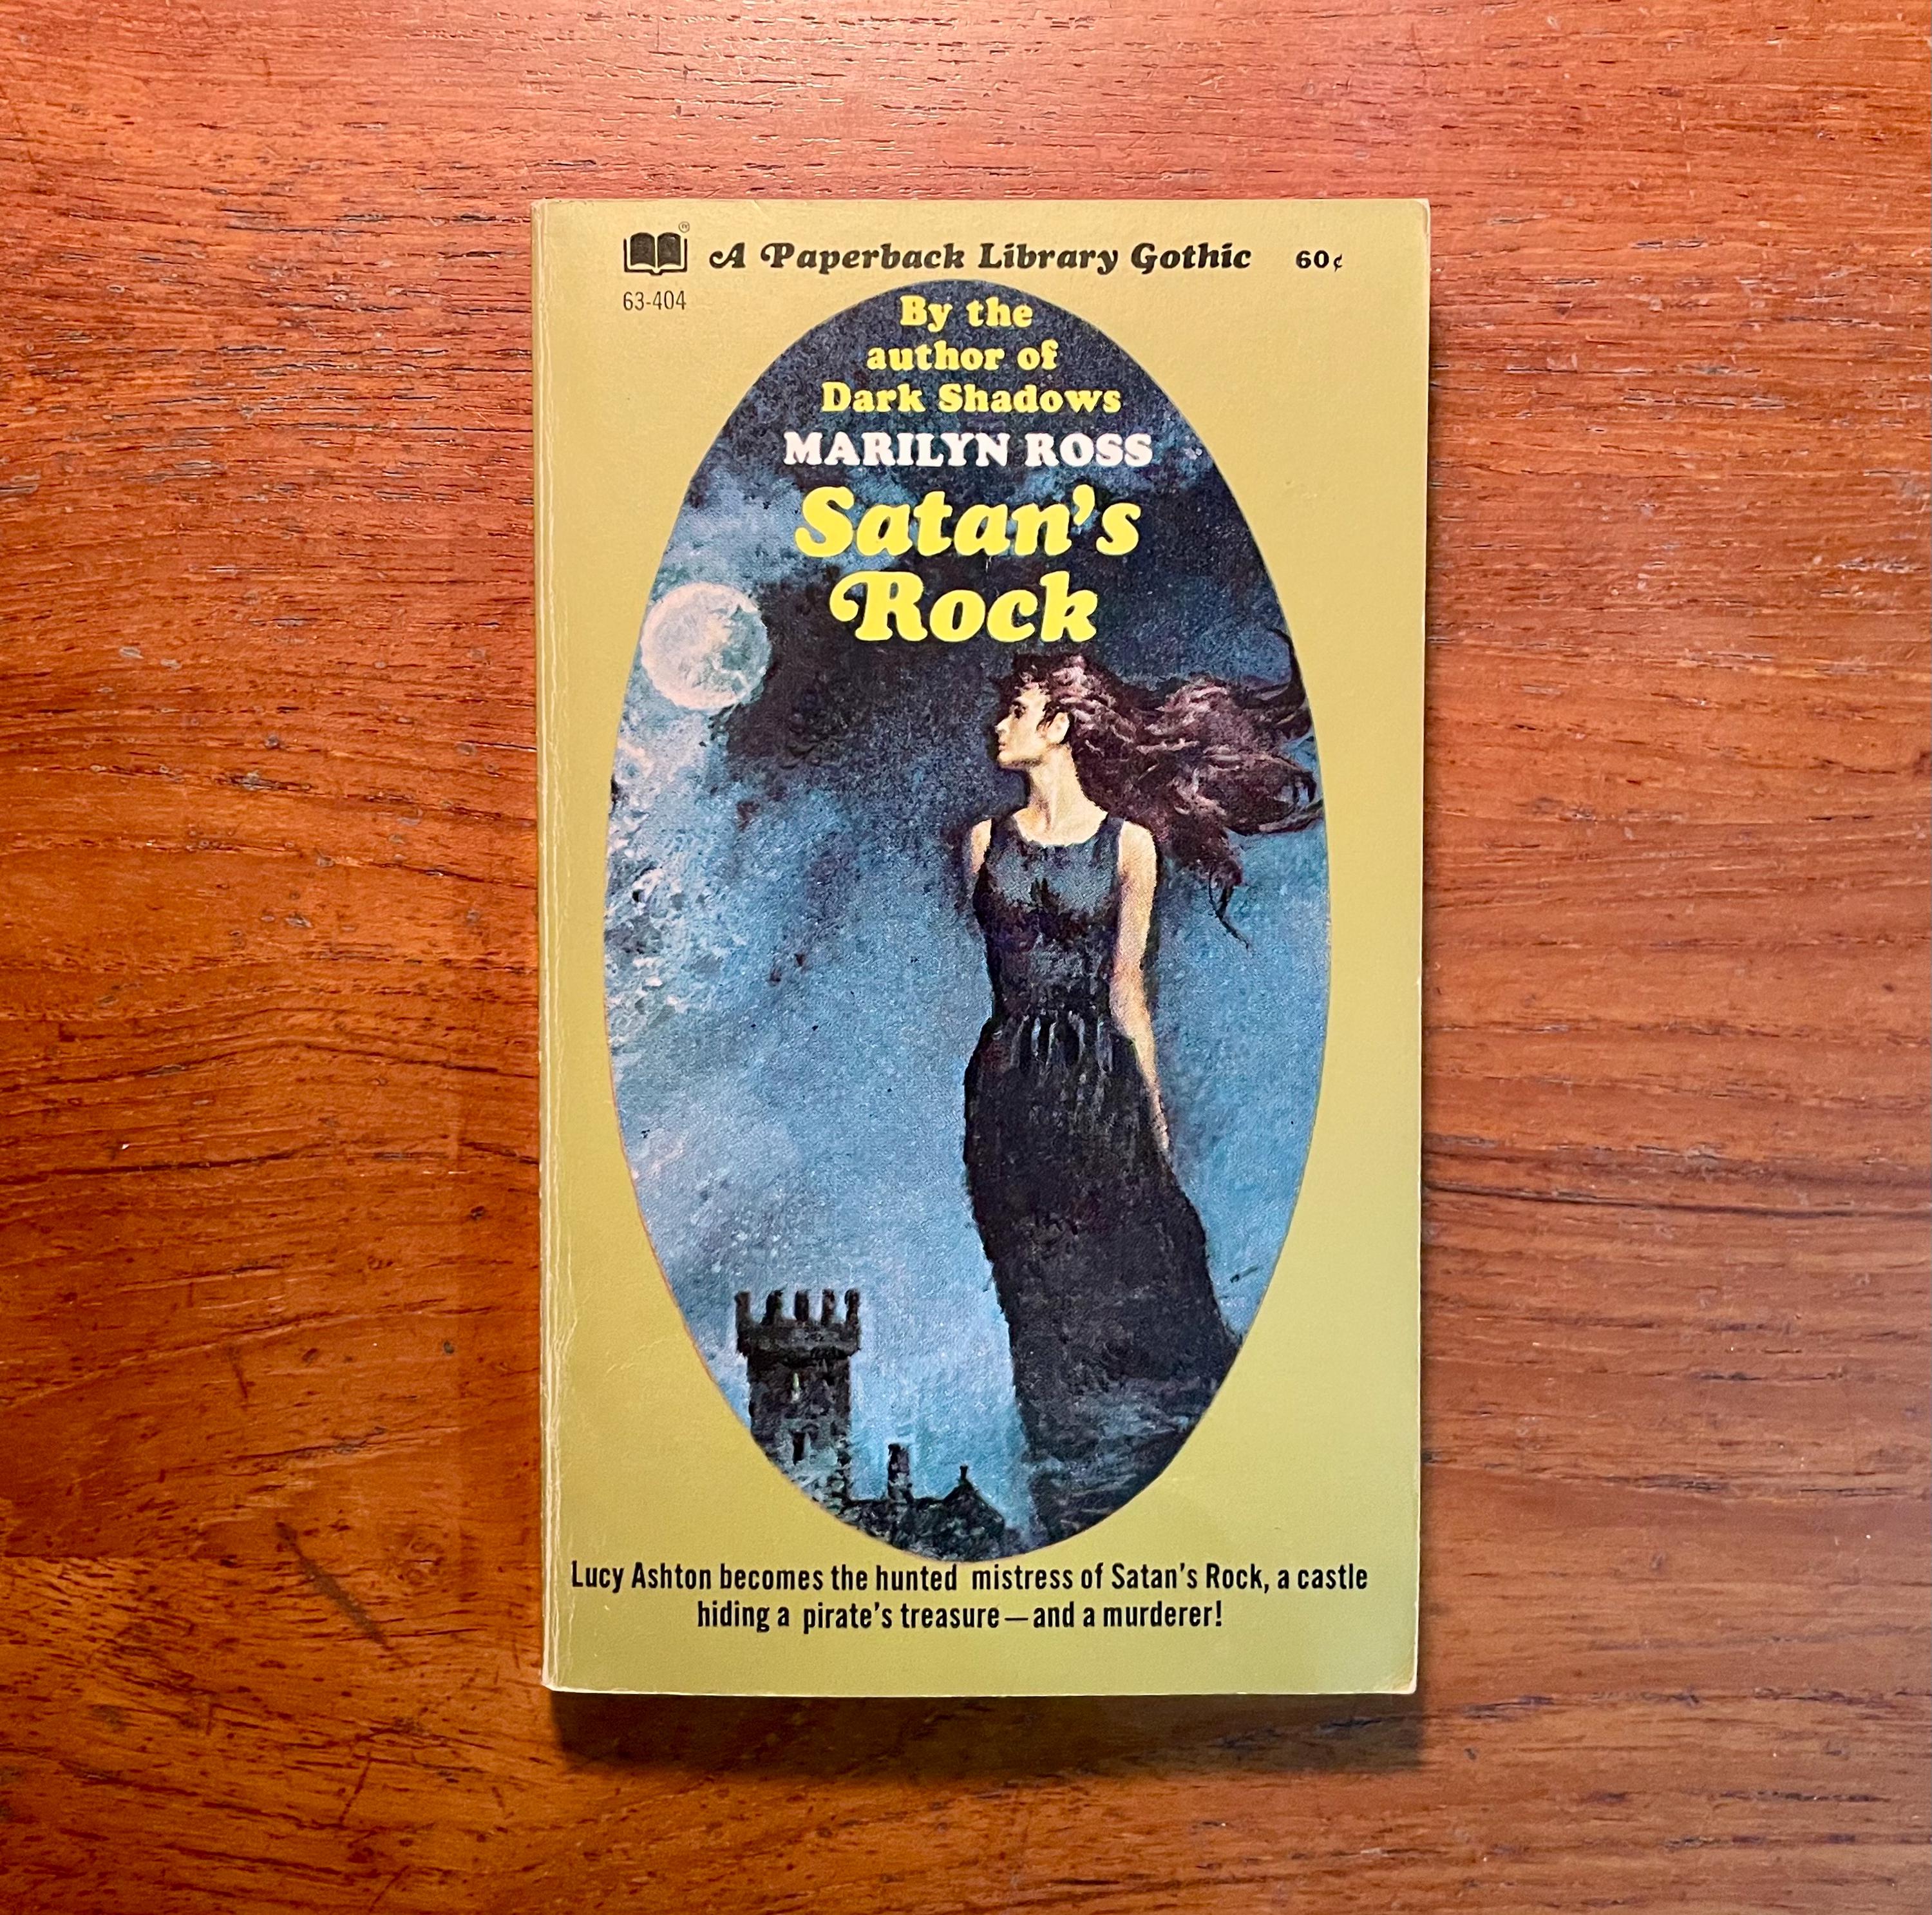 A Paperback Library Gothic 60¢
63-404
By the
author of
Dark Shadows
MARILYN ROSS
Satan's
Rock
Lucy Ashton becomes the hunted mistress of Satan's Rock, a castle
hiding a pirate's treasure—and a murderer!